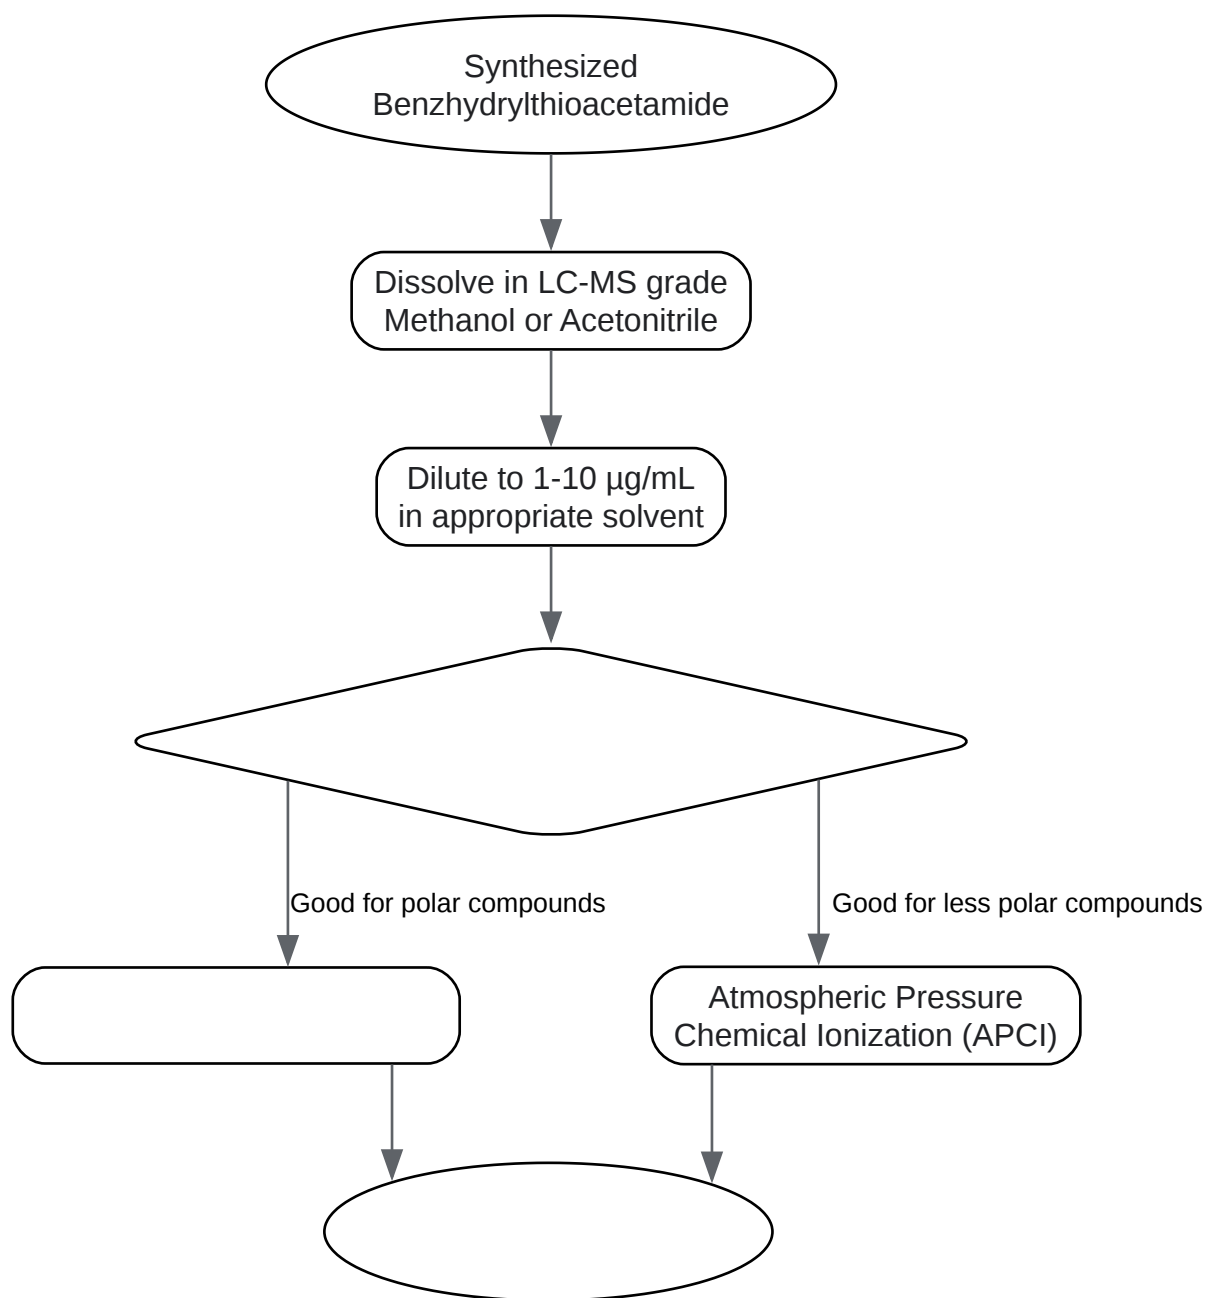 Synthesized
Benzhydrylthioacetamide
Dissolve in LC-MS grade
Methanol or Acetonitrile
Dilute to 1-10 µg/mL
in appropriate solvent
Good for polar compounds
Good for less polar compounds
Atmospheric Pressure
Chemical Ionization (APCI)